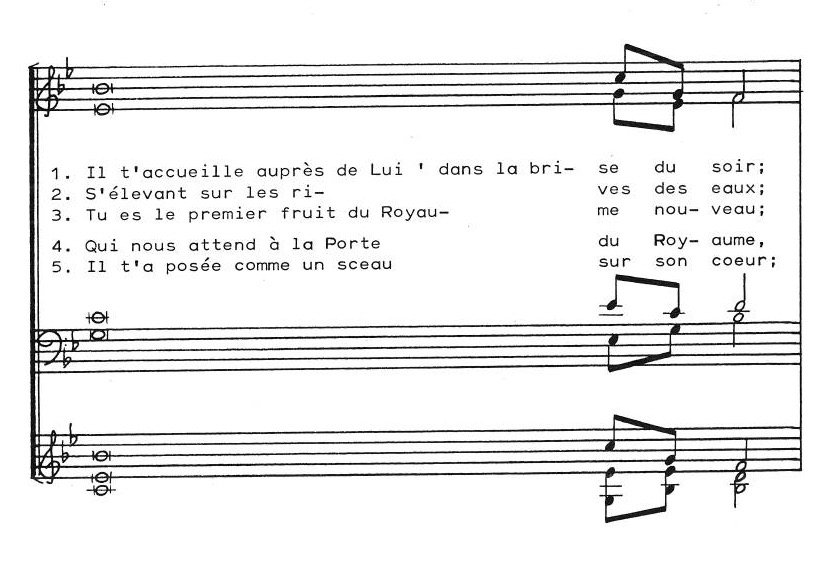 1. Il t'accueille auprès de Lui ' dans la bri- se du soir;
2. S'élevant sur les ri- ves des eaux;
3. Tu es le premier fruit du Royau- me nou- veau;
4. Qui nous attend à la Porte du Roy- aume,
5. Il t'a posée comme un sceau sur son coeur;